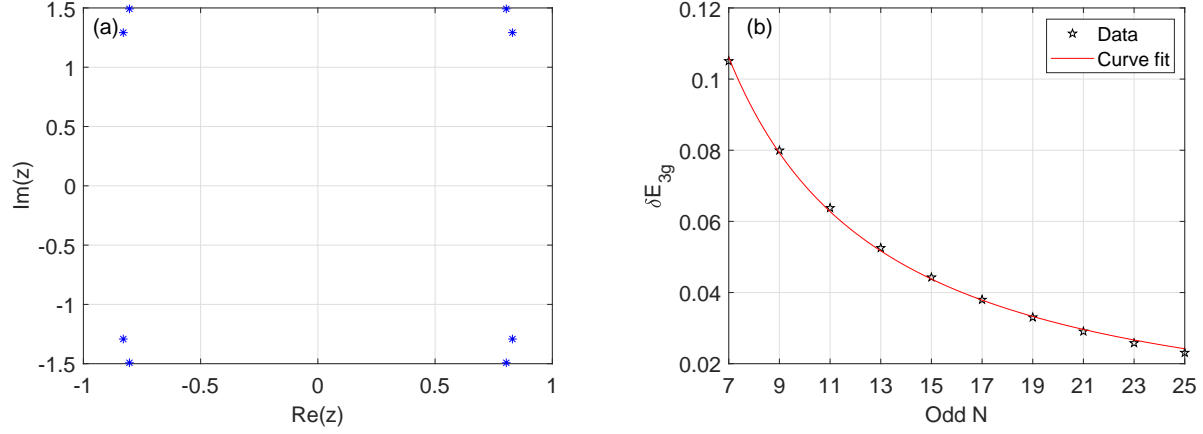 (a)
1.5
1
0.5
0
-0.5
-1
-1.5
Im(z)
-1 -0.5 0 0.5 1
Re(z)
(b)
Data
Curve fit
0.12
0.1
0.08
0.06
0.04
0.02
δE3g
7 9 11 13 15 17 19 21 23 25
Odd N